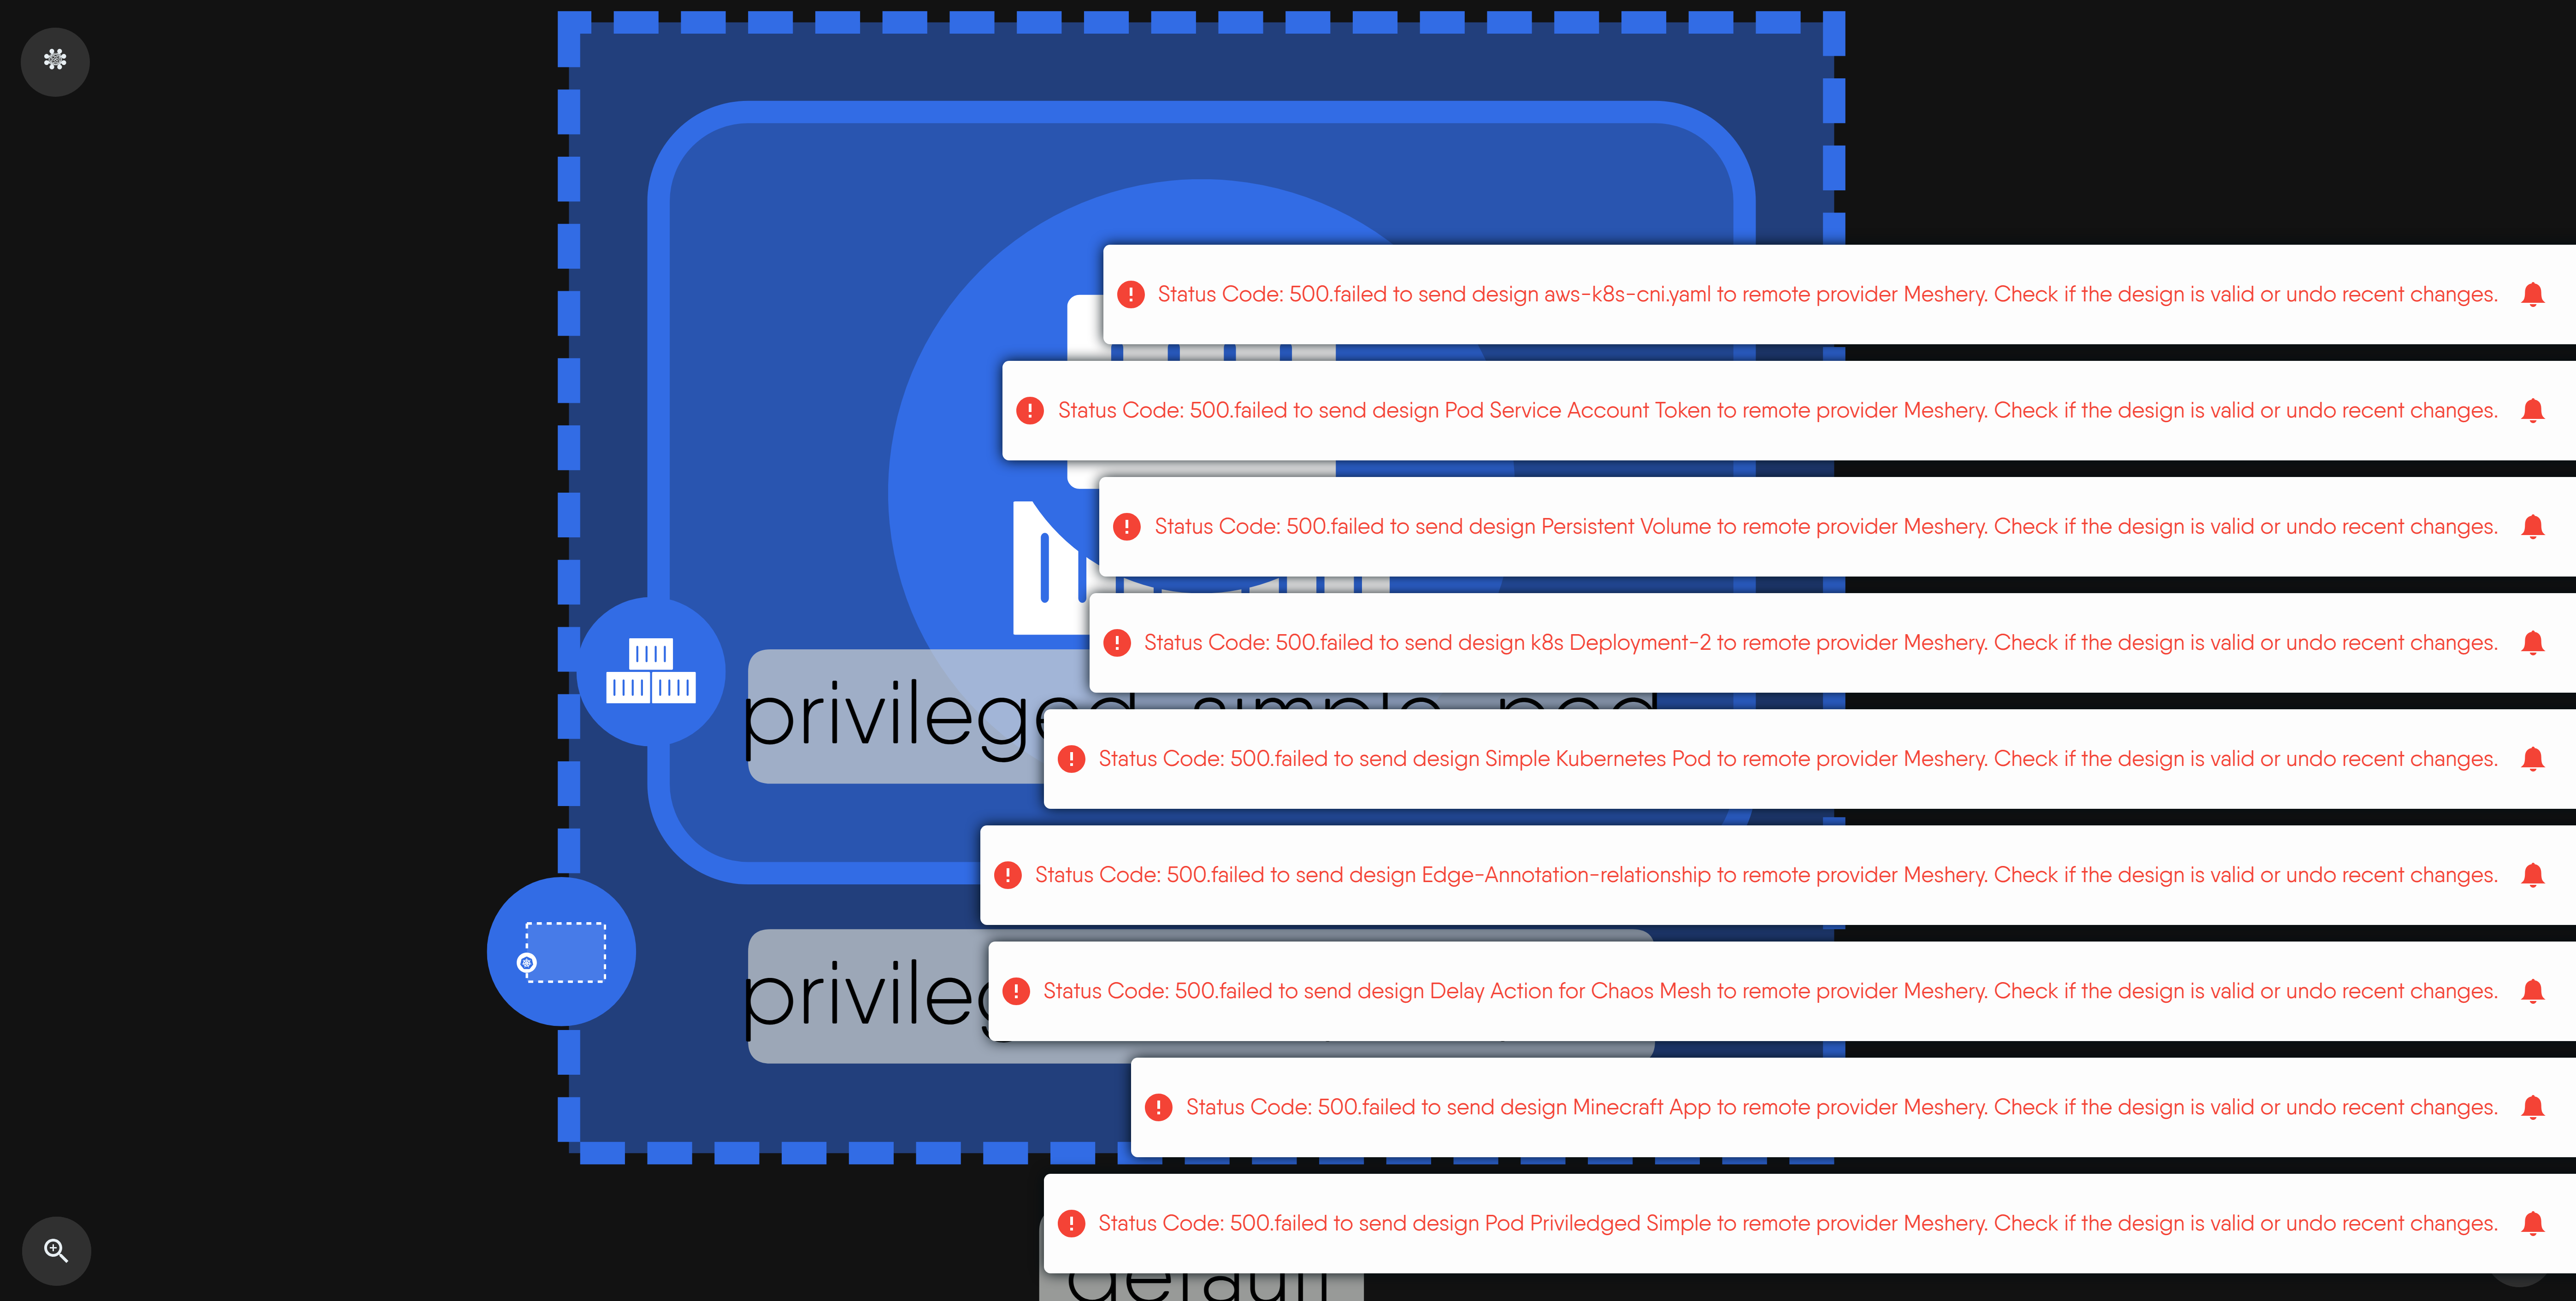 Status Code: 500.failed to send design aws-k8s-cni.yaml to remote provider Meshery. Check if the design is valid or undo recent changes.
Status Code: 500.failed to send design Pod Service Account Token to remote provider Meshery. Check if the design is valid or undo recent changes.
Status Code: 500.failed to send design Persistent Volume to remote provider Meshery. Check if the design is valid or undo recent changes.
Status Code: 500.failed to send design k8s Deployment-2 to remote provider Meshery. Check if the design is valid or undo recent changes.
privileged-simple-pod
Status Code: 500.failed to send design Simple Kubernetes Pod to remote provider Meshery. Check if the design is valid or undo recent changes.
Status Code: 500.failed to send design Edge-Annotation-relationship to remote provider Meshery. Check if the design is valid or undo recent changes.
Status Code: 500.failed to send design Delay Action for Chaos Mesh to remote provider Meshery. Check if the design is valid or undo recent changes.
Status Code: 500.failed to send design Minecraft App to remote provider Meshery. Check if the design is valid or undo recent changes.
Status Code: 500.failed to send design Pod Priviledged Simple to remote provider Meshery. Check if the design is valid or undo recent changes.
default